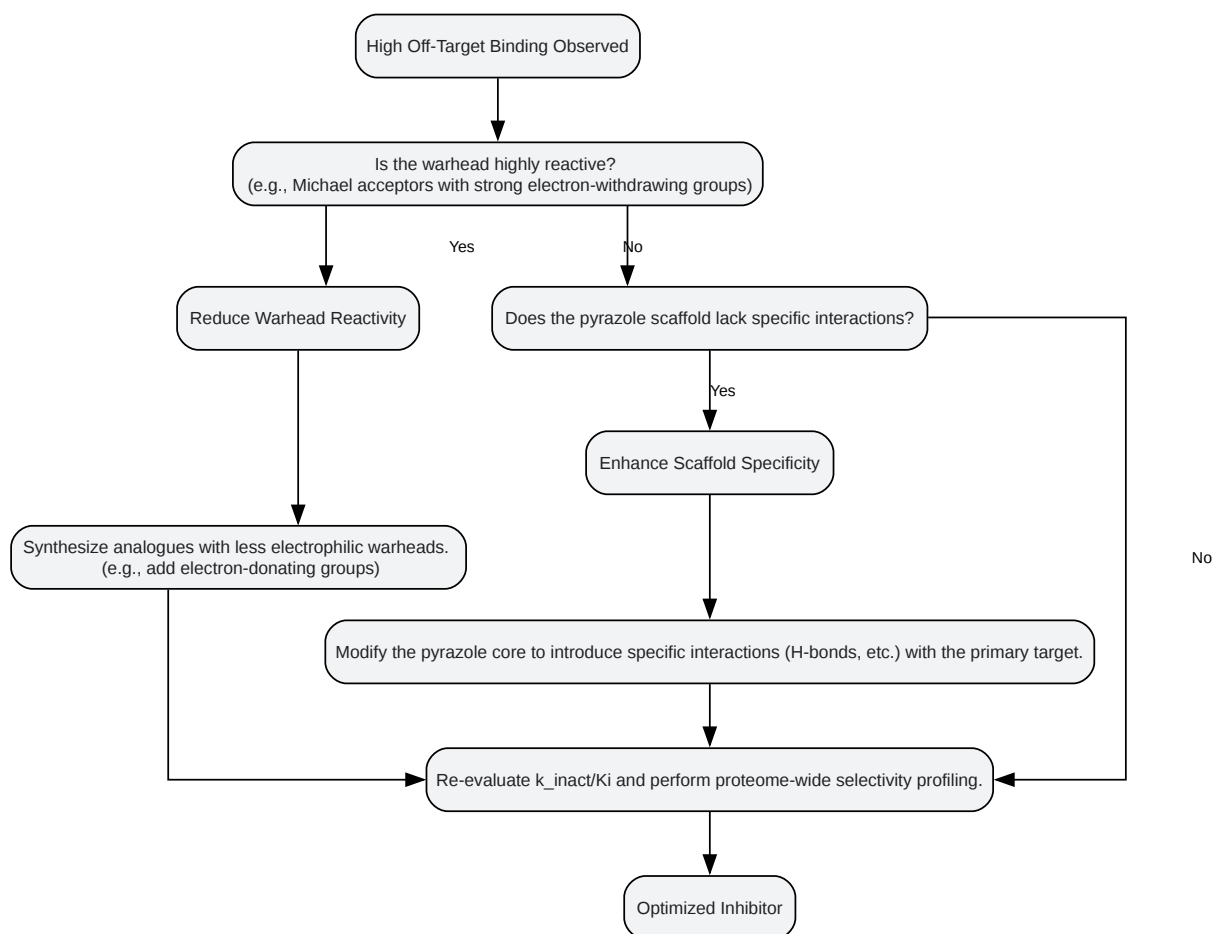 High Off-Target Binding Observed
Is the warhead highly reactive?
(e.g., Michael acceptors with strong electron-withdrawing groups)
Yes
No
Reduce Warhead Reactivity
Does the pyrazole scaffold lack specific interactions?
Yes
Enhance Scaffold Specificity
Synthesize analogues with less electrophilic warheads.
(e.g., add electron-donating groups)
No
Modify the pyrazole core to introduce specific interactions (H-bonds, etc.) with the primary target.
Re-evaluate k_inact/Ki and perform proteome-wide selectivity profiling.
Optimized Inhibitor